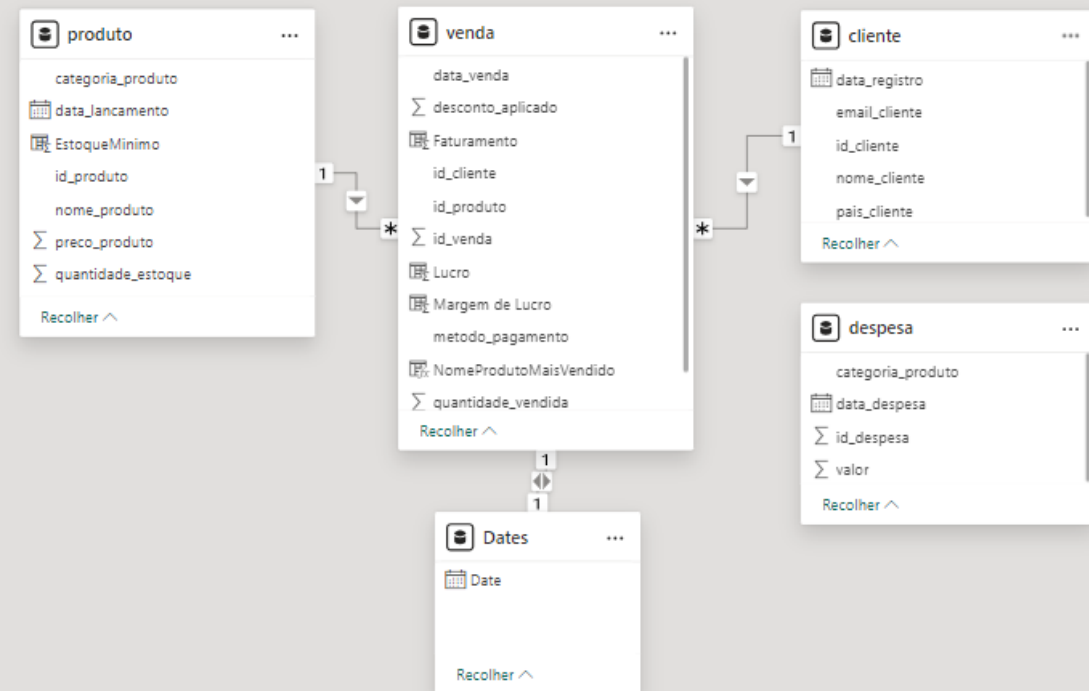 produto
...
categoria_produto
data_lancamento
EstoqueMinimo
id_produto
nome_produto
preco_produto
quantidade_estoque
Recolher
venda
...
data_venda
desconto_aplicado
Faturamento
id_cliente
id_produto
id_venda
Lucro
Margem de Lucro
metodo_pagamento
NomeProdutoMaisVendido
quantidade_vendida
Recolher
cliente
...
data_registro
email_cliente
id_cliente
nome_cliente
pais_cliente
Recolher
despesa
...
categoria_produto
data_despesa
id_despesa
valor
Recolher
1
*
1
*
1
1
Dates
...
Date
Recolher